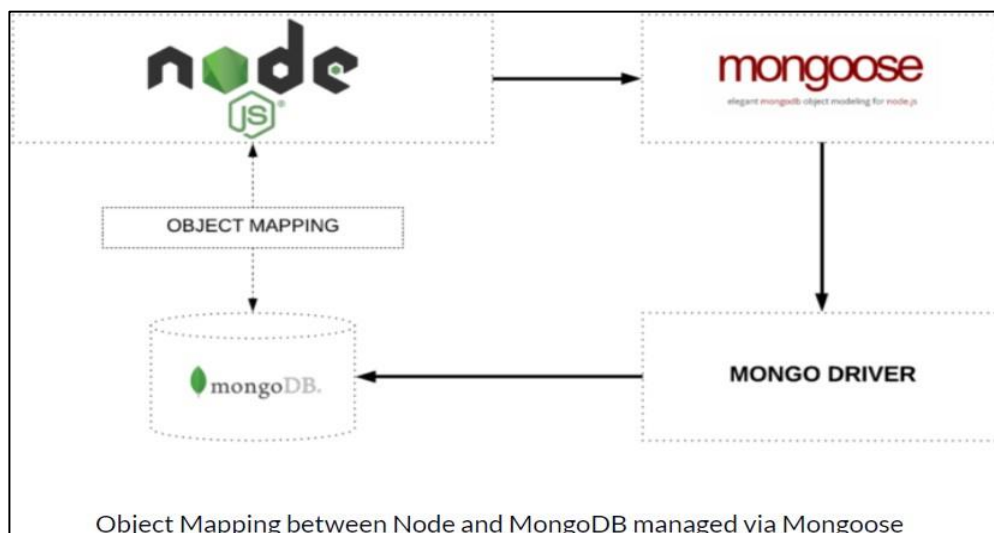 node
JS
mongoose
elegant mongodb object modeling for node.js
OBJECT MAPPING
mongoDB.
MONGO DRIVER
Object Mapping between Node and MongoDB managed via Mongoose